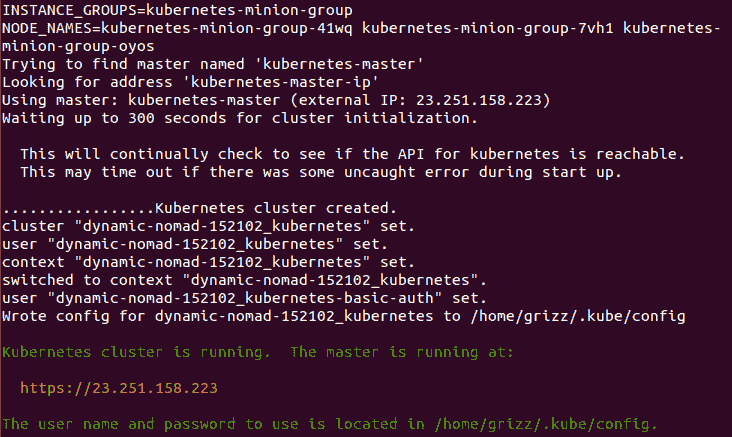 INSTANCE_GROUPS=kubernetes-minion-group
NODE_NAMES=kubernetes-minion-group-41wq kubernetes-minion-group-7vh1 kubernetes-
minion-group-oyos
Trying to find master named 'kubernetes-master'
Looking for address 'kubernetes-master-ip'
Using master: kubernetes-master (external IP: 23.251.158.223)
Waiting up to 300 seconds for cluster initialization.
This will continually check to see if the API for kubernetes is reachable.
This may time out if there was some uncaught error during start up.
.................Kubernetes cluster created.
cluster "dynamic-nomad-152102_kubernetes" set.
user "dynamic-nomad-152102_kubernetes" set.
context "dynamic-nomad-152102_kubernetes" set.
switched to context "dynamic-nomad-152102_kubernetes".
user "dynamic-nomad-152102_kubernetes-basic-auth" set.
Wrote config for dynamic-nomad-152102_kubernetes to /home/grizz/.kube/config
Kubernetes cluster is running.  The master is running at:
https://23.251.158.223
The user name and password to use is located in /home/grizz/.kube/config.